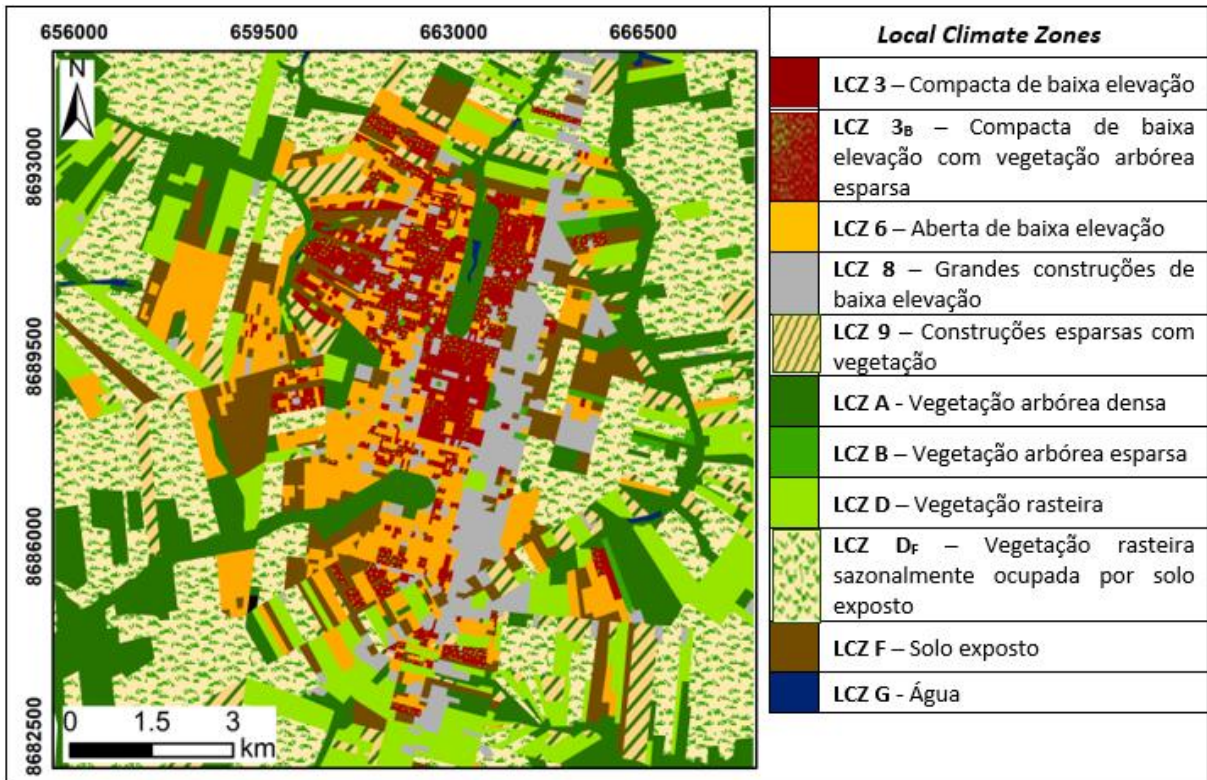 656000 659500 663000 666500
N
8693000
8689500
8686000
8682500
0 1.5 3
km
Local Climate Zones
LCZ 3 – Compacta de baixa elevação
LCZ 3B – Compacta de baixa
elevação com vegetação arbórea
esparsa
LCZ 6 – Aberta de baixa elevação
LCZ 8 – Grandes construções de
baixa elevação
LCZ 9 – Construções esparsas com
vegetação
LCZ A - Vegetação arbórea densa
LCZ B – Vegetação arbórea esparsa
LCZ D – Vegetação rasteira
LCZ DF – Vegetação rasteira
sazonalmente ocupada por solo
exposto
LCZ F – Solo exposto
LCZ G - Água